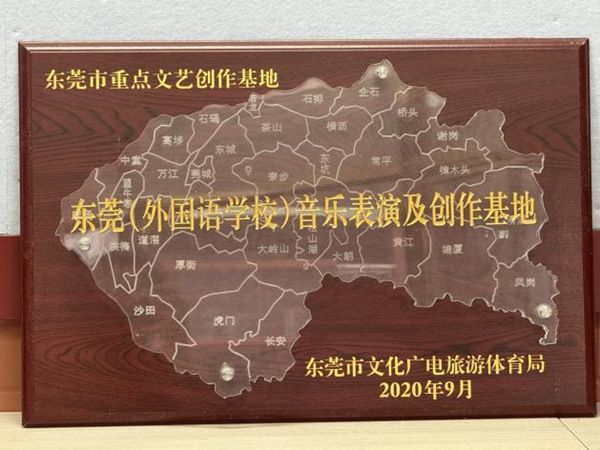 东莞市重点文艺创作基地
企石
石排
石龙
桥头
石碣
茶山
横沥
谢岗
高埗
东城
东坑
中堂
万江
莞城
寮步
常平
樟木头
东莞(外国语学校)音乐表演及创作基地
洪梅
道滘
厚街
大岭山
大朗
黄江
塘厦
凤岗
沙田
虎门
长安
东莞市文化广电旅游体育局
2020年9月